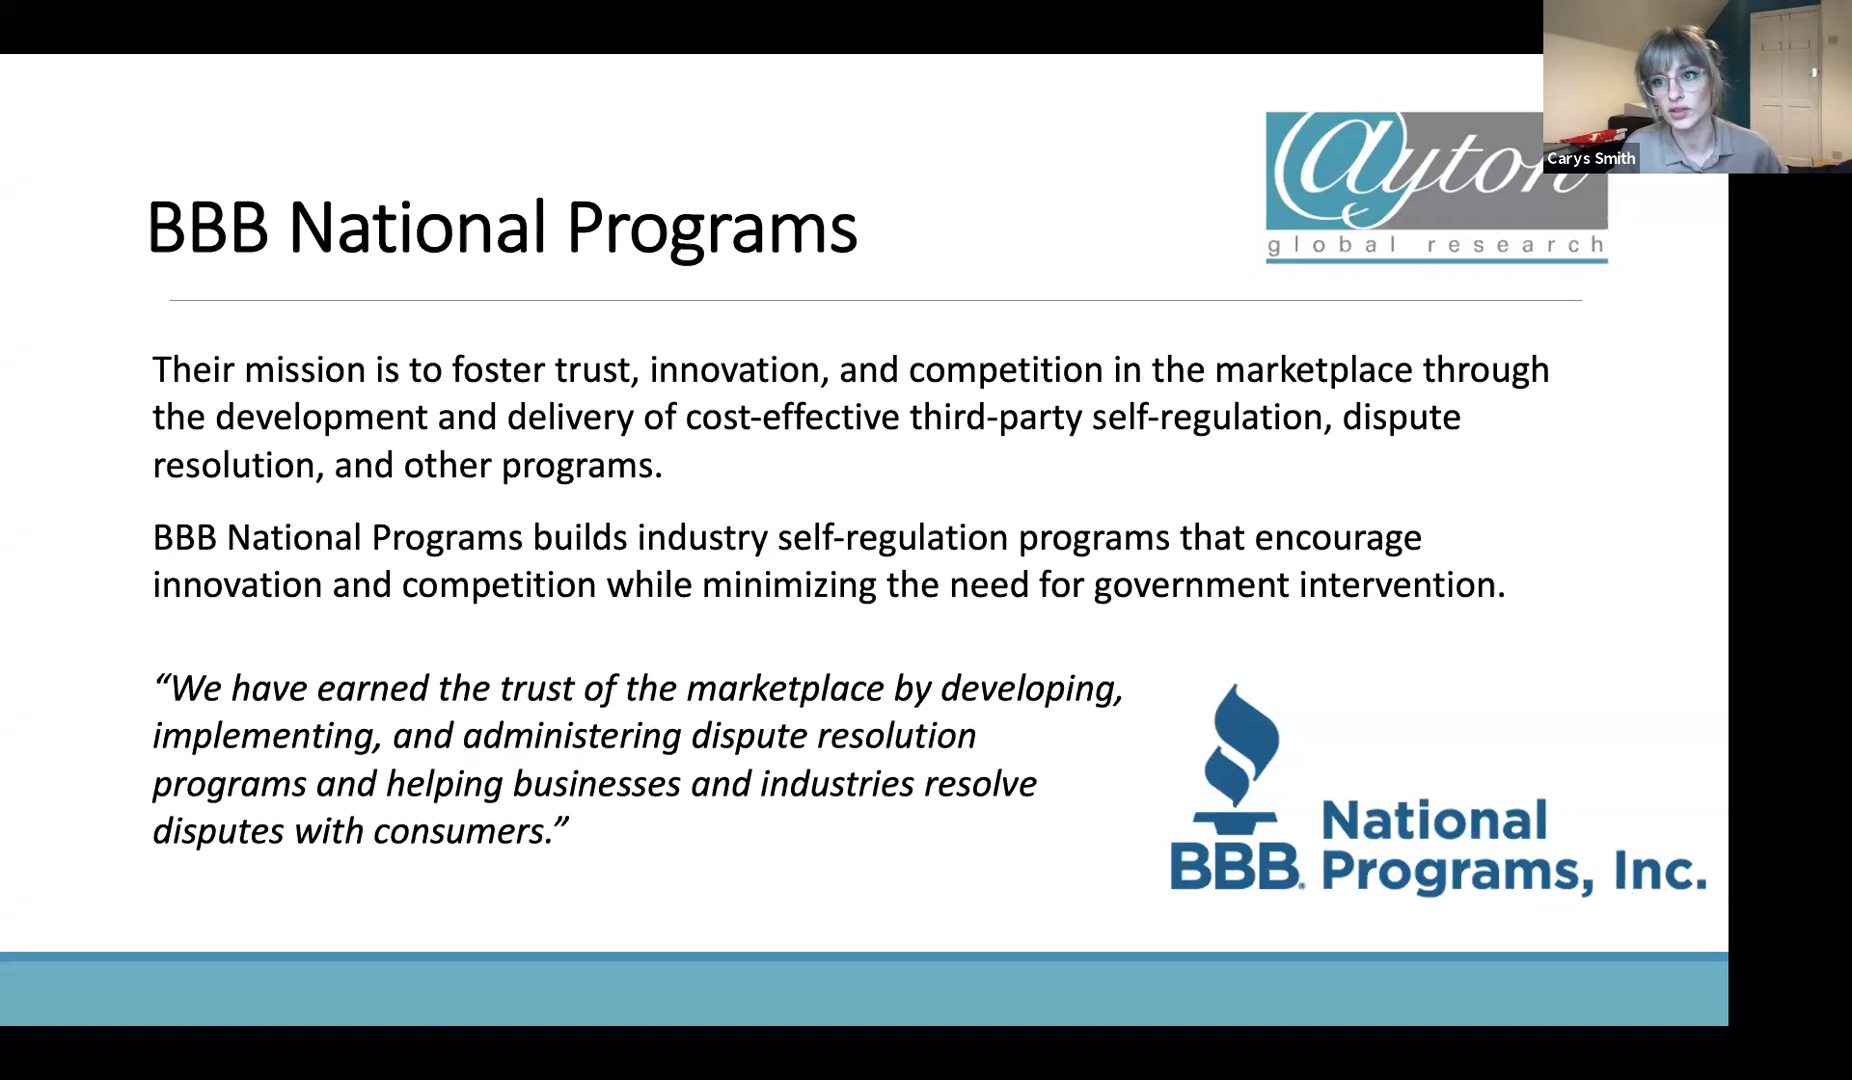 Carys Smith
ayton
global research
BBB National Programs
Their mission is to foster trust, innovation, and competition in the marketplace through
the development and delivery of cost-effective third-party self-regulation, dispute
resolution, and other programs.
BBB National Programs builds industry self-regulation programs that encourage
innovation and competition while minimizing the need for government intervention.
“We have earned the trust of the marketplace by developing,
implementing, and administering dispute resolution
programs and helping businesses and industries resolve
disputes with consumers.”
National
BBB® Programs, Inc.